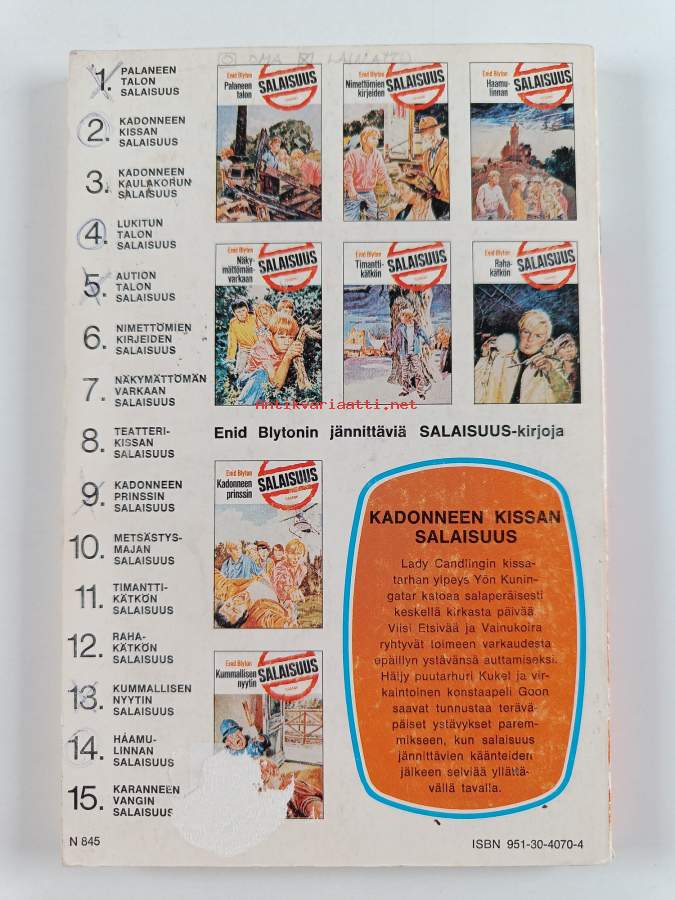 1. PALANEEN
TALON
SALAISUUS
2. KADONNEEN
KISSAN
SALAISUUS
3. KADONNEEN
KAULAKORUN
SALAISUUS
4. LUKITUN
TALON
SALAISUUS
5. AUTION
TALON
SALAISUUS
6. NIMETTÖMIEN
KIRJEIDEN
SALAISUUS
7. NÄKYMÄTTÖMÄN
VARKAAN
SALAISUUS
8. TEATTERI-
KISSAN
SALAISUUS
9. KADONNEEN
PRINSSIN
SALAISUUS
10. METSÄSTYS-
MAJAN
SALAISUUS
11. TIMANTTI-
KÄTKÖN
SALAISUUS
12. RAHA-
KÄTKÖN
SALAISUUS
13. KUMMALLISEN
NYYTIN
SALAISUUS
14. HAAMU-
LINNAN
SALAISUUS
15. KARANNEEN
VANGIN
SALAISUUS
N 845
Enid Blyton
Palaneen
talon
SALAISUUS
Enid Blyton
Nimettömien
kirjeiden
SALAISUUS
Enid Blyton
Haamu-
linnan
SALAISUUS
Enid Blyton
Näky-
mättömän
varkaan
SALAISUUS
Enid Blyton
Timantti-
kätkön
SALAISUUS
Enid Blyton
Raha-
kätkön
SALAISUUS
antikvariaatti.net
Enid Blytonin jännittäviä SALAISUUS-kirjoja
Enid Blyton
Kadonneen
prinssin
SALAISUUS
Enid Blyton
Kummallisen
nyytin
SALAISUUS
KADONNEEN KISSAN
SALAISUUS
Lady Candlingin kissa-
tarhan ylpeys Yön Kunin-
gatar katoaa salaperäisesti
keskellä kirkasta päivää.
Viisi Etsivää ja Vainukoira
ryhtyvät toimeen varkaudesta
epäillyn ystävänsä auttamiseksi.
Häijy puutarhuri Kukel ja vir-
kaintoinen konstaapeli Goon
saavat tunnustaa terävä-
päiset ystävykset parem-
mikseen, kun salaisuus
jännittävien käänteiden
jälkeen selviää yllättä-
vällä tavalla.
ISBN 951-30-4070-4